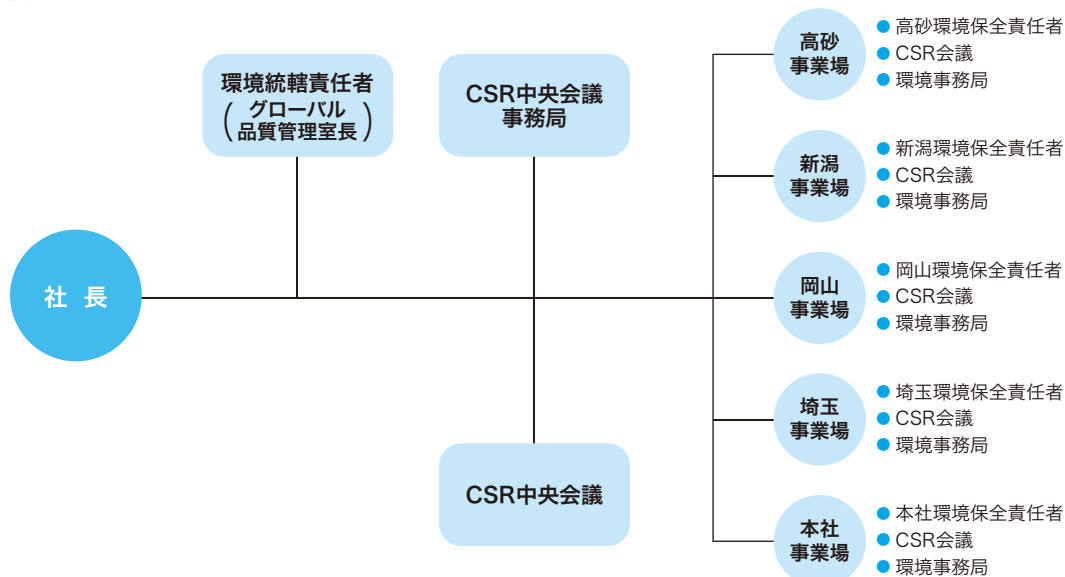 社長
環境統轄責任者
(グローバル
品質管理室長)
CSR中央会議
事務局
CSR中央会議
高砂
事業場
● 高砂環境保全責任者
● CSR会議
● 環境事務局
新潟
事業場
● 新潟環境保全責任者
● CSR会議
● 環境事務局
岡山
事業場
● 岡山環境保全責任者
● CSR会議
● 環境事務局
埼玉
事業場
● 埼玉環境保全責任者
● CSR会議
● 環境事務局
本社
事業場
● 本社環境保全責任者
● CSR会議
● 環境事務局